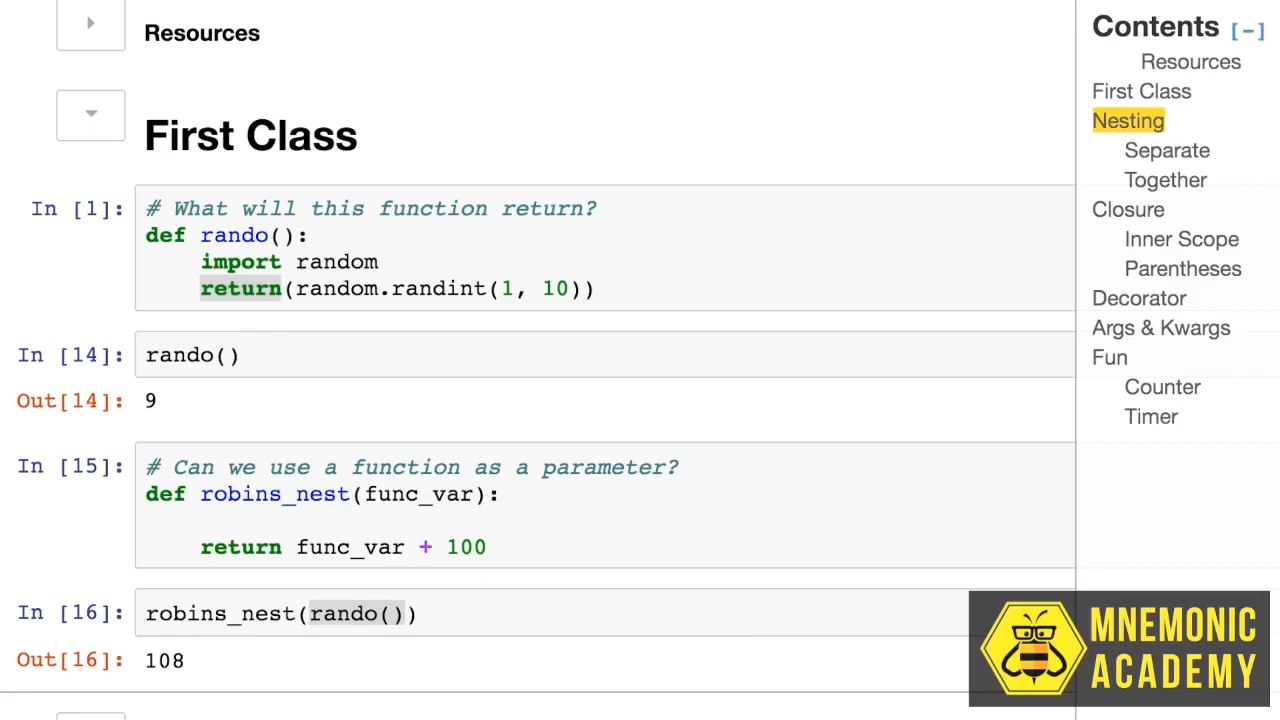 Resources
First Class
In [1]:
# What will this function return?
def rando():
    import random
    return(random.randint(1, 10))
In [14]:
rando()
Out[14]:
9
In [15]:
# Can we use a function as a parameter?
def robins_nest(func_var):
    return func_var + 100
In [16]:
robins_nest(rando())
Out[16]:
108
Contents [-]
Resources
First Class
Nesting
Separate
Together
Closure
Inner Scope
Parentheses
Decorator
Args & Kwargs
Fun
Counter
Timer
MNEMONIC
ACADEMY